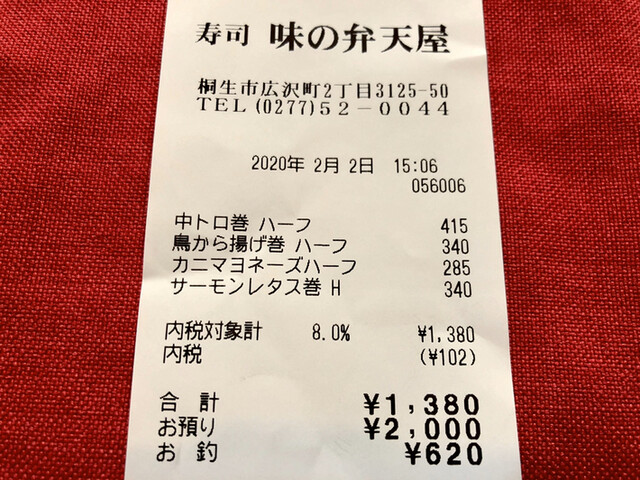 寿司 味の弁天屋
桐生市広沢町2丁目3125-50
TEL(0277)52-0044
2020年 2月 2日 15:06
056006
中トロ巻 ハーフ 415
鳥から揚げ巻 ハーフ 340
カニマヨネーズハーフ 285
サーモンレタス巻 H 340
内税対象計 8.0% ¥1,380
内税 (¥102)
合 計 ¥1,380
お預り ¥2,000
お 釣 ¥620